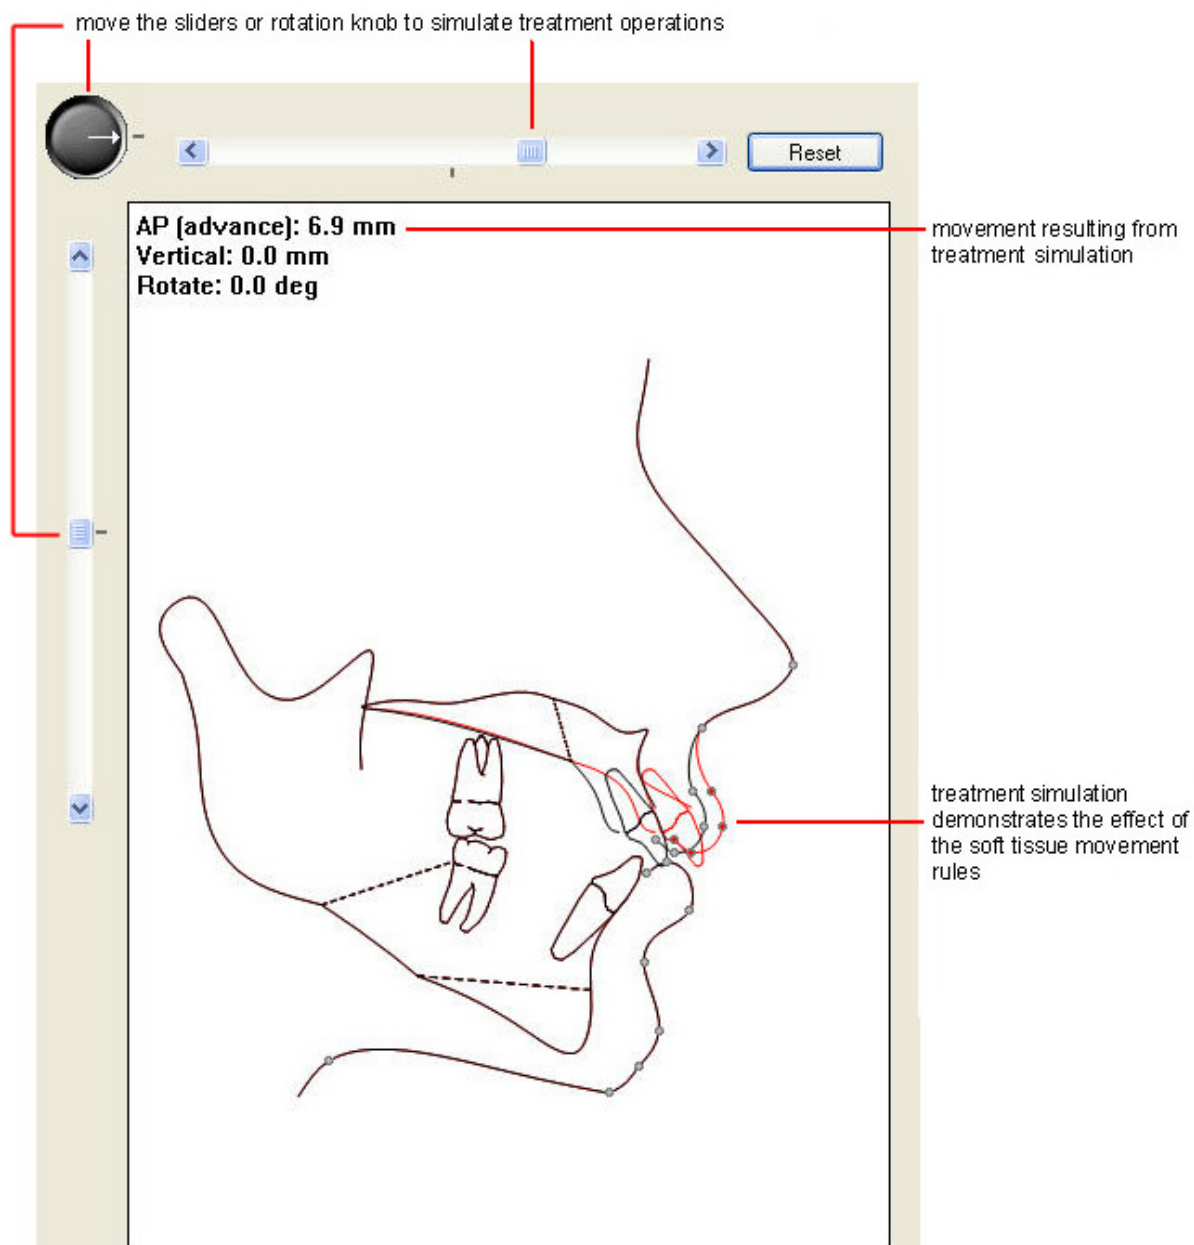 move the sliders or rotation knob to simulate treatment operations
Reset
AP (advance): 6.9 mm
Vertical: 0.0 mm
Rotate: 0.0 deg
movement resulting from
treatment simulation
treatment simulation
demonstrates the effect of
the soft tissue movement
rules